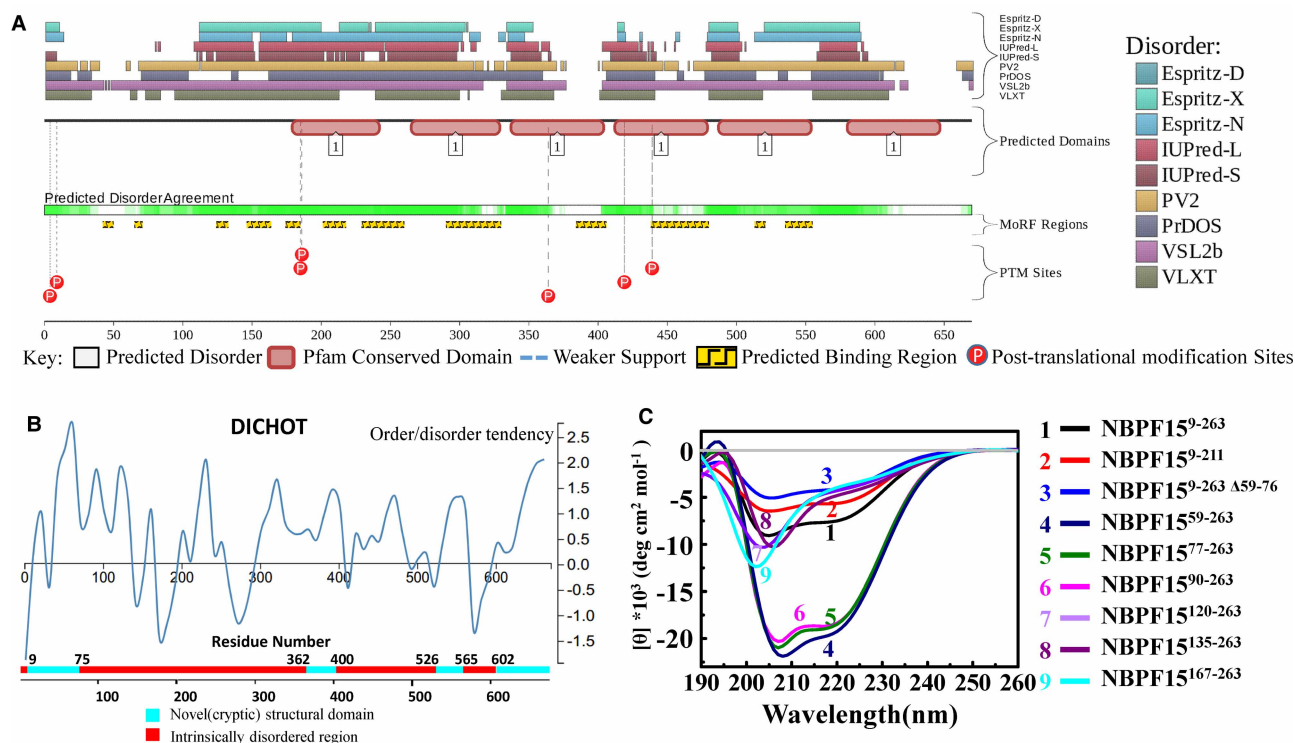 A
Espritz-D
Espritz-X
Espritz-N
IUPred-L
IUPred-S
PV2
PrDOS
VSL2b
VLXT
Disorder:
Espritz-D
Espritz-X
Espritz-N
IUPred-L
IUPred-S
PV2
PrDOS
VSL2b
VLXT
1 1 1 1 1 1
Predicted Domains
Predicted DisorderAgreement
MoRF Regions
P P P P P P P
PTM Sites
0 50 100 150 200 250 300 350 400 450 500 550 600 650
Key: Predicted Disorder Pfam Conserved Domain Weaker Support Predicted Binding Region P Post-translational modification Sites
B
DICHOT
Order/disorder tendency
2.5
2.0
1.5
1.0
0.5
0.0
-0.5
-1.0
-1.5
0 100 200 300 400 500 600
Residue Number
9 75 362 400 526 565 602
100 200 300 400 500 600
Novel(cryptic) structural domain
Intrinsically disordered region
C
[θ] *10³ (deg cm² mol⁻¹ )
0
-5
-10
-15
-20
3
2
8
1
7
9
6
5
4
190 200 210 220 230 240 250 260
Wavelength(nm)
1 NBPF15⁹⁻²⁶³
2 NBPF15⁹⁻²¹¹
3 NBPF15⁹⁻²⁶³ Δ⁵⁹⁻⁷⁶
4 NBPF15⁵⁹⁻²⁶³
5 NBPF15⁷⁷⁻²⁶³
6 NBPF15⁹⁰⁻²⁶³
7 NBPF15¹²⁰⁻²⁶³
8 NBPF15¹³⁵⁻²⁶³
9 NBPF15¹⁶⁷⁻²⁶³